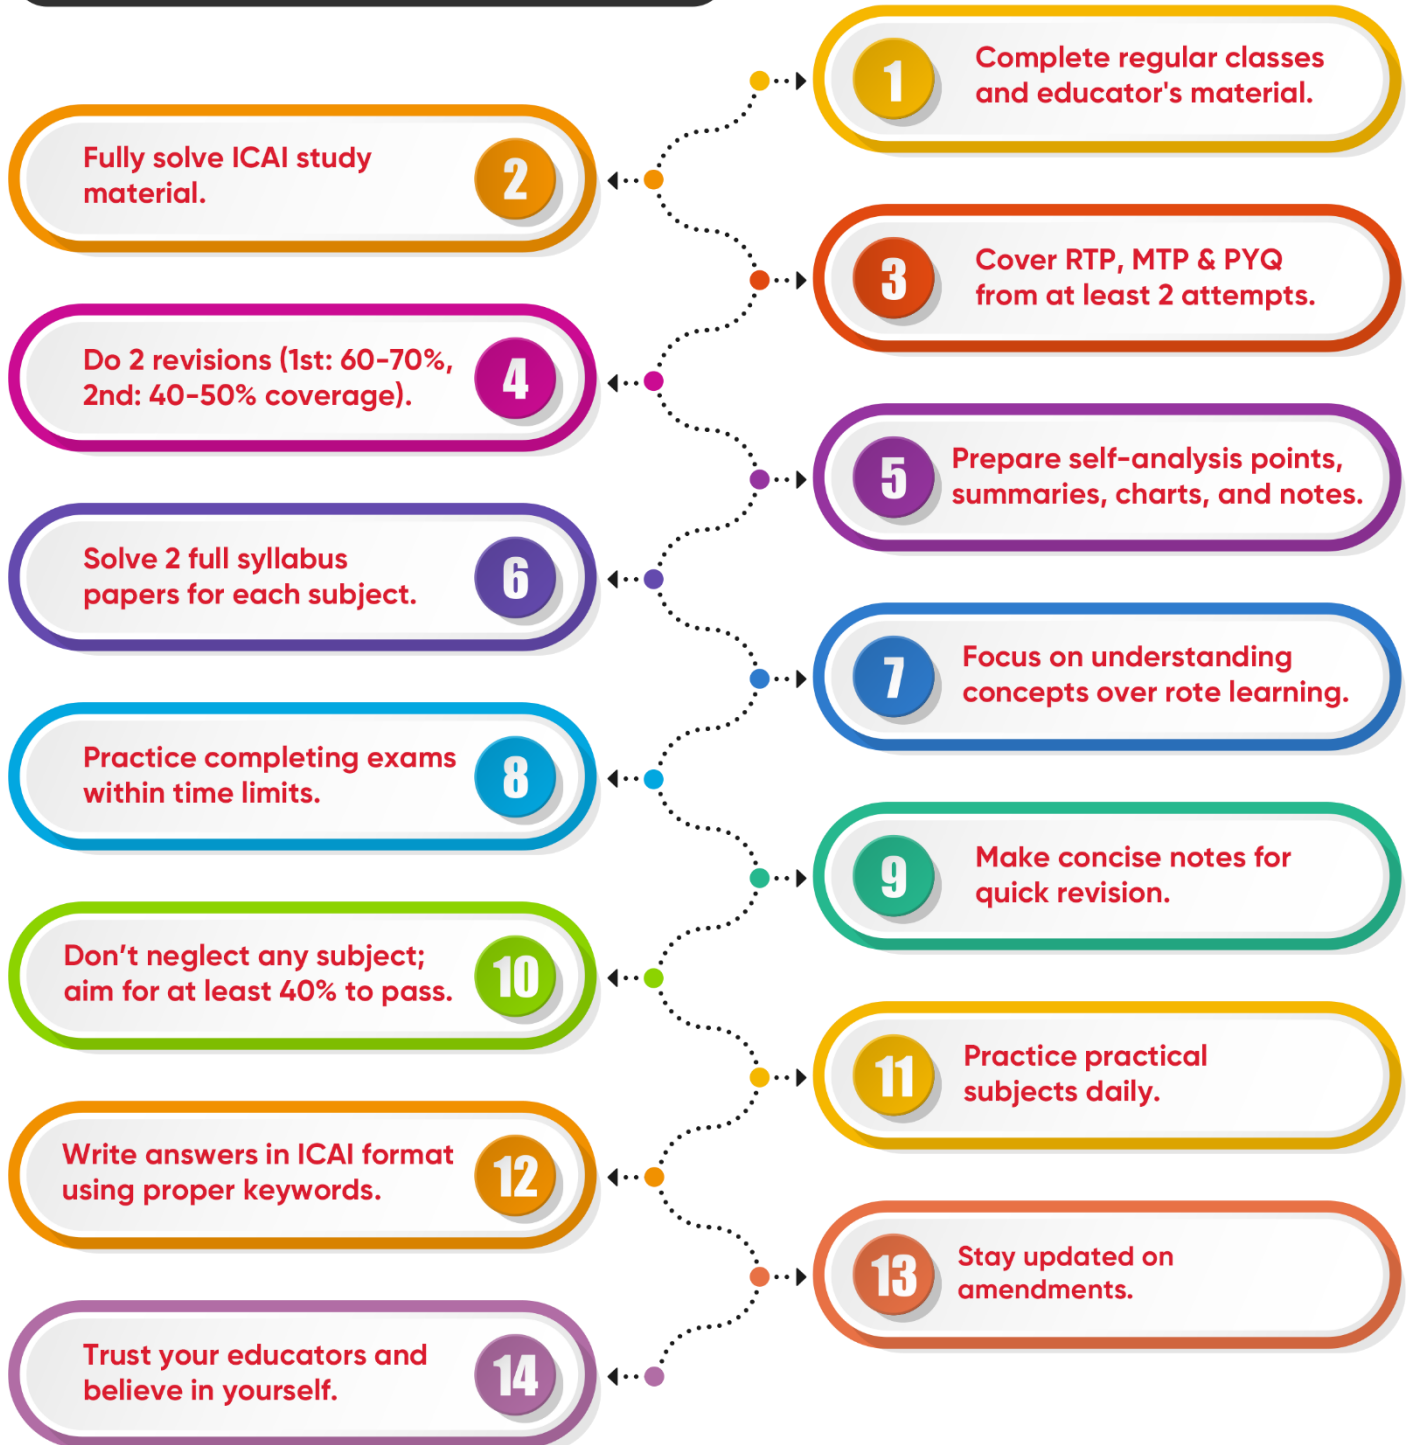 1
Complete regular classes
and educator's material.
2
Fully solve ICAI study
material.
3
Cover RTP, MTP & PYQ
from at least 2 attempts.
4
Do 2 revisions (1st: 60-70%,
2nd: 40-50% coverage).
5
Prepare self-analysis points,
summaries, charts, and notes.
6
Solve 2 full syllabus
papers for each subject.
7
Focus on understanding
concepts over rote learning.
8
Practice completing exams
within time limits.
9
Make concise notes for
quick revision.
10
Don’t neglect any subject;
aim for at least 40% to pass.
11
Practice practical
subjects daily.
12
Write answers in ICAI format
using proper keywords.
13
Stay updated on
amendments.
14
Trust your educators and
believe in yourself.